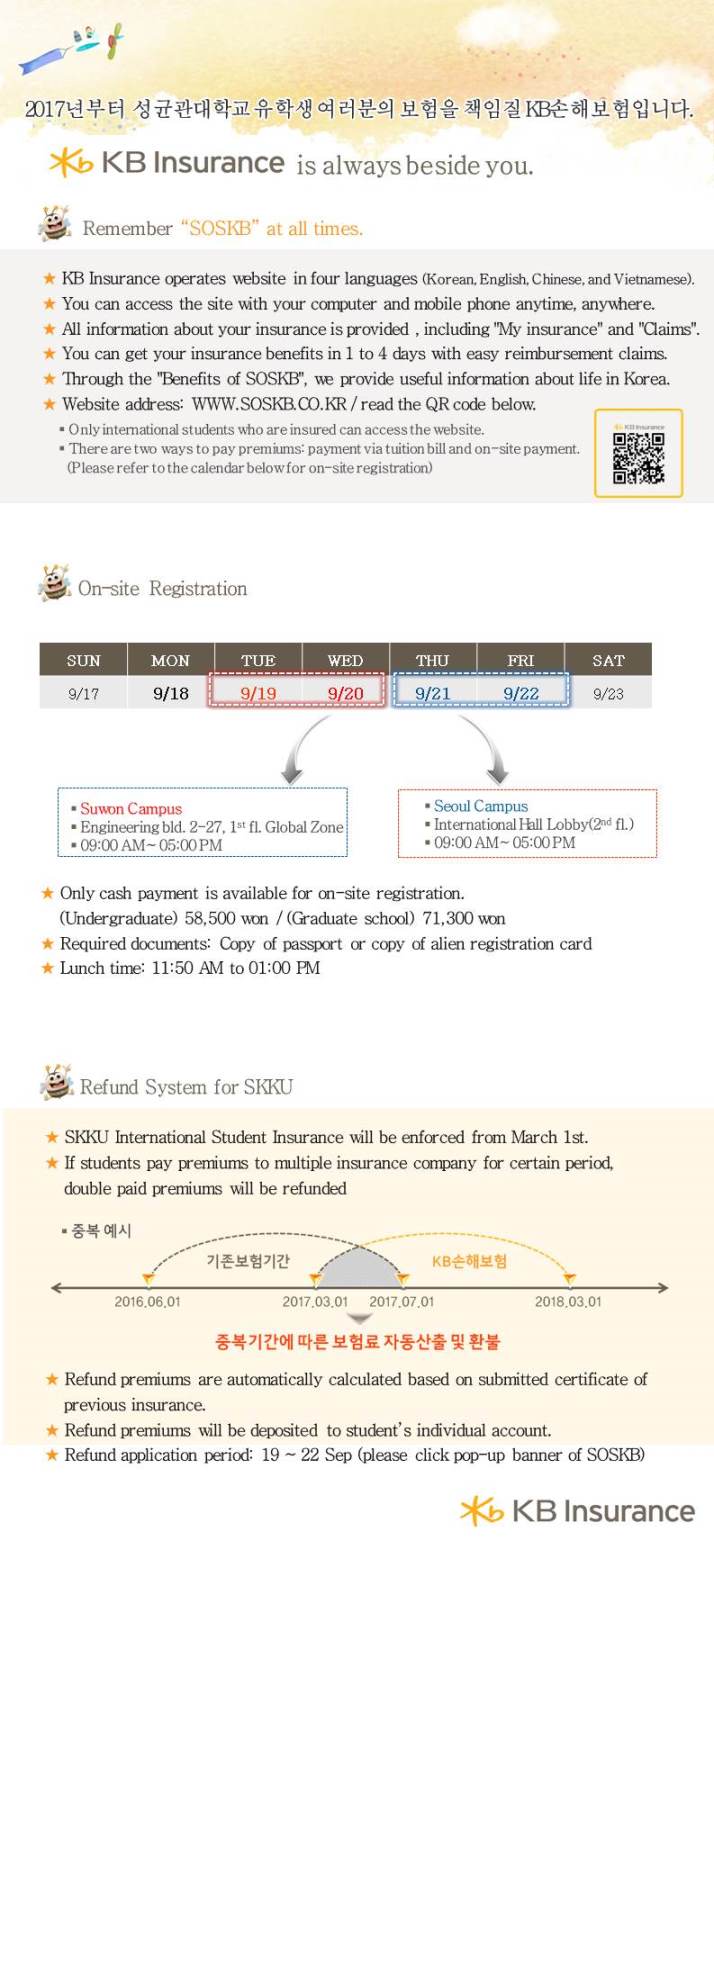 2017년부터 성균관대학교 유학생 여러분의 보험을 책임질 KB손해보험입니다.
KB Insurance is always beside you.
Remember “SOSKB” at all times.
★ KB Insurance operates website in four languages (Korean, English, Chinese, and Vietnamese).
★ You can access the site with your computer and mobile phone anytime, anywhere.
★ All information about your insurance is provided , including "My insurance" and "Claims".
★ You can get your insurance benefits in 1 to 4 days with easy reimbursement claims.
★ Through the "Benefits of SOSKB", we provide useful information about life in Korea.
★ Website address: WWW.SOSKB.CO.KR / read the QR code below.
▪ Only international students who are insured can access the website.
▪ There are two ways to pay premiums: payment via tuition bill and on-site payment.
(Please refer to the calendar below for on-site registration)
KB Insurance
On-site Registration
SUN MON TUE WED THU FRI SAT
9/17 9/18 9/19 9/20 9/21 9/22 9/23
▪ Suwon Campus
▪ Engineering bld. 2-27, 1st fl. Global Zone
▪ 09:00 AM~ 05:00 PM
▪ Seoul Campus
▪ International Hall Lobby(2nd fl.)
▪ 09:00 AM~ 05:00 PM
★ Only cash payment is available for on-site registration.
(Undergraduate) 58,500 won / (Graduate school) 71,300 won
★ Required documents: Copy of passport or copy of alien registration card
★ Lunch time: 11:50 AM to 01:00 PM
Refund System for SKKU
★ SKKU International Student Insurance will be enforced from March 1st.
★ If students pay premiums to multiple insurance company for certain period,
double paid premiums will be refunded
▪ 중복 예시
기존보험기간 KB손해보험
2016.06.01 2017.03.01 2017.07.01 2018.03.01
중복기간에 따른 보험료 자동산출 및 환불
★ Refund premiums are automatically calculated based on submitted certificate of
previous insurance.
★ Refund premiums will be deposited to student’s individual account.
★ Refund application period: 19 ~ 22 Sep (please click pop-up banner of SOSKB)
KB Insurance